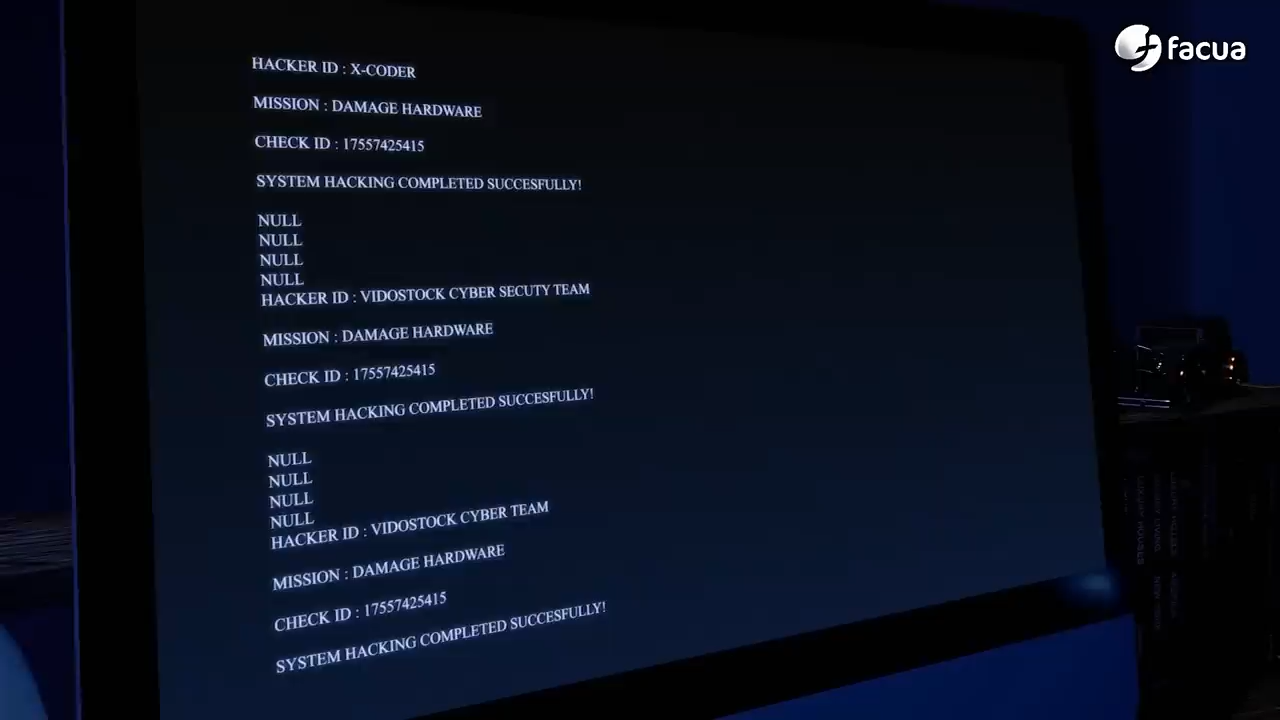 facua
HACKER ID : X-CODER
MISSION : DAMAGE HARDWARE
CHECK ID : 17557425415
SYSTEM HACKING COMPLETED SUCCESFULLY!
NULL
NULL
NULL
NULL
HACKER ID : VIDOSTOCK CYBER SECUTY TEAM
MISSION : DAMAGE HARDWARE
CHECK ID : 17557425415
SYSTEM HACKING COMPLETED SUCCESFULLY!
NULL
NULL
NULL
NULL
HACKER ID : VIDOSTOCK CYBER TEAM
MISSION : DAMAGE HARDWARE
CHECK ID : 17557425415
SYSTEM HACKING COMPLETED SUCCESFULLY!